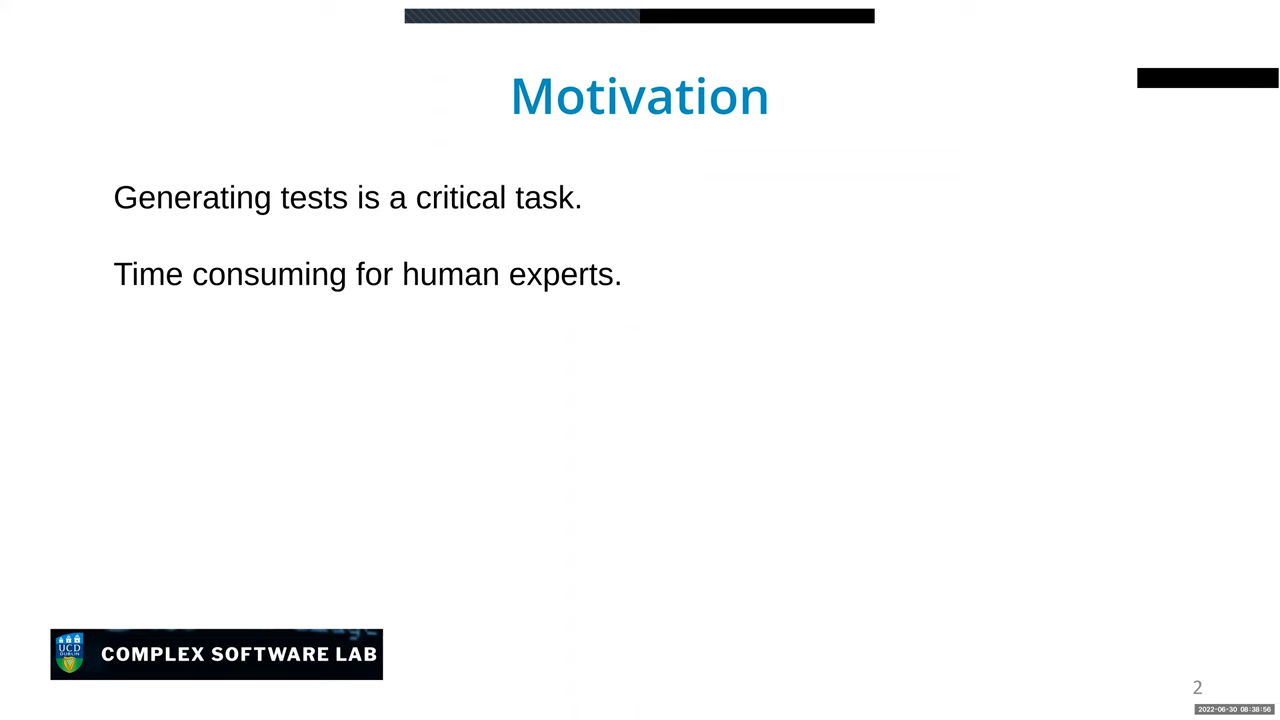 Motivation
Generating tests is a critical task.
Time consuming for human experts.
UCD
DUBLIN
COMPLEX SOFTWARE LAB
2
2022-06-30 08:38:56